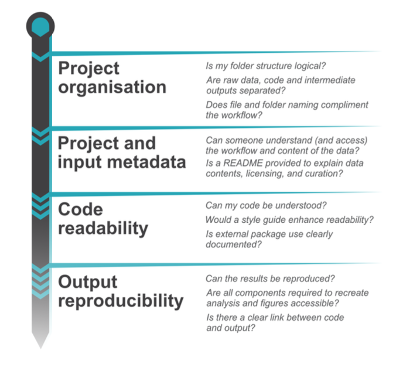 Project
organisation
Is my folder structure logical?
Are raw data, code and intermediate
outputs separated?
Does file and folder naming compliment
the workflow?
Project and
input metadata
Can someone understand (and access)
the workflow and content of the data?
Is a README provided to explain data
contents, licensing, and curation?
Code
readability
Can my code be understood?
Would a style guide enhance readability?
Is external package use clearly
documented?
Output
reproducibility
Can the results be reproduced?
Are all components required to recreate
analysis and figures accessible?
Is there a clear link between code
and output?